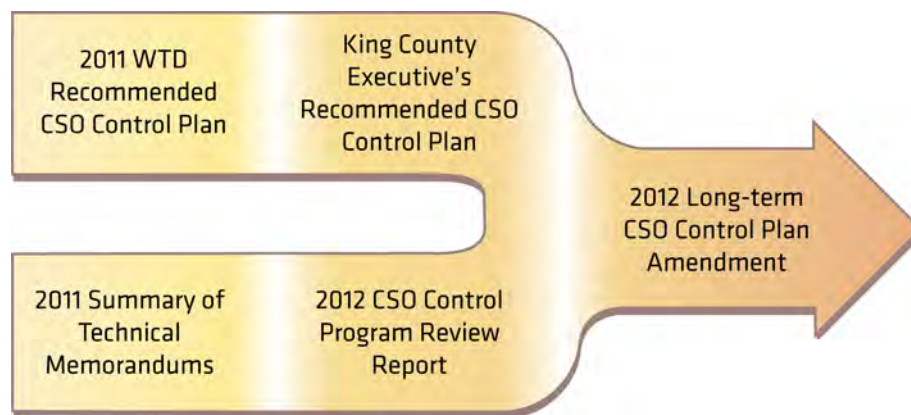 2011 WTD
Recommended
CSO Control Plan
King County
Executive's
Recommended CSO
Control Plan
2011 Summary of
Technical
Memorandums
2012 CSO Control
Program Review
Report
2012 Long-term
CSO Control Plan
Amendment